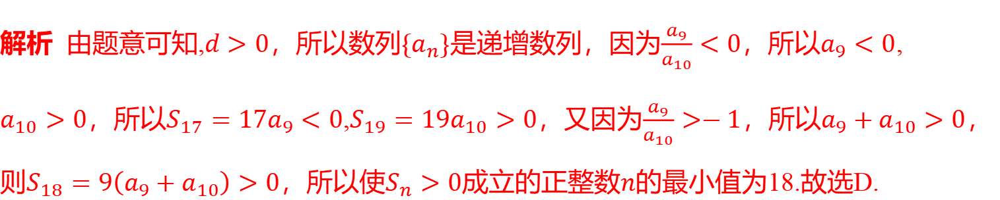 解析 由题意可知,$d>0$，所以数列$\{a_n\}$是递增数列，因为$\frac{a_9}{a_{10}}<0$，所以$a_9<0$,
$a_{10}>0$，所以$S_{17}=17a_9<0$,$S_{19}=19a_{10}>0$，又因为$\frac{a_9}{a_{10}}>-1$，所以$a_9+a_{10}>0$，
则$S_{18}=9(a_9+a_{10})>0$，所以使$S_n>0$成立的正整数$n$的最小值为18.故选D.